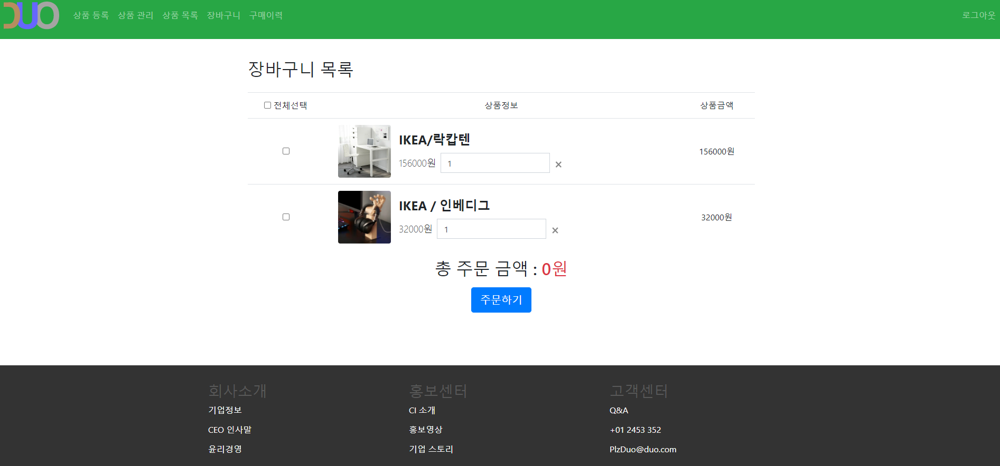 DUO 상품 등록 상품 관리 상품 목록 장바구니 구매이력 로그아웃
장바구니 목록
전체선택 상품정보 상품금액
IKEA/락캅텐
156000원 1 × 156000원
IKEA / 인베디그
32000원 1 × 32000원
총 주문 금액 : 0원
주문하기
회사소개 홍보센터 고객센터
기업정보 CI 소개 Q&A
CEO 인사말 홍보영상 +01 2453 352
윤리경영 기업 스토리 PlzDuo@duo.com